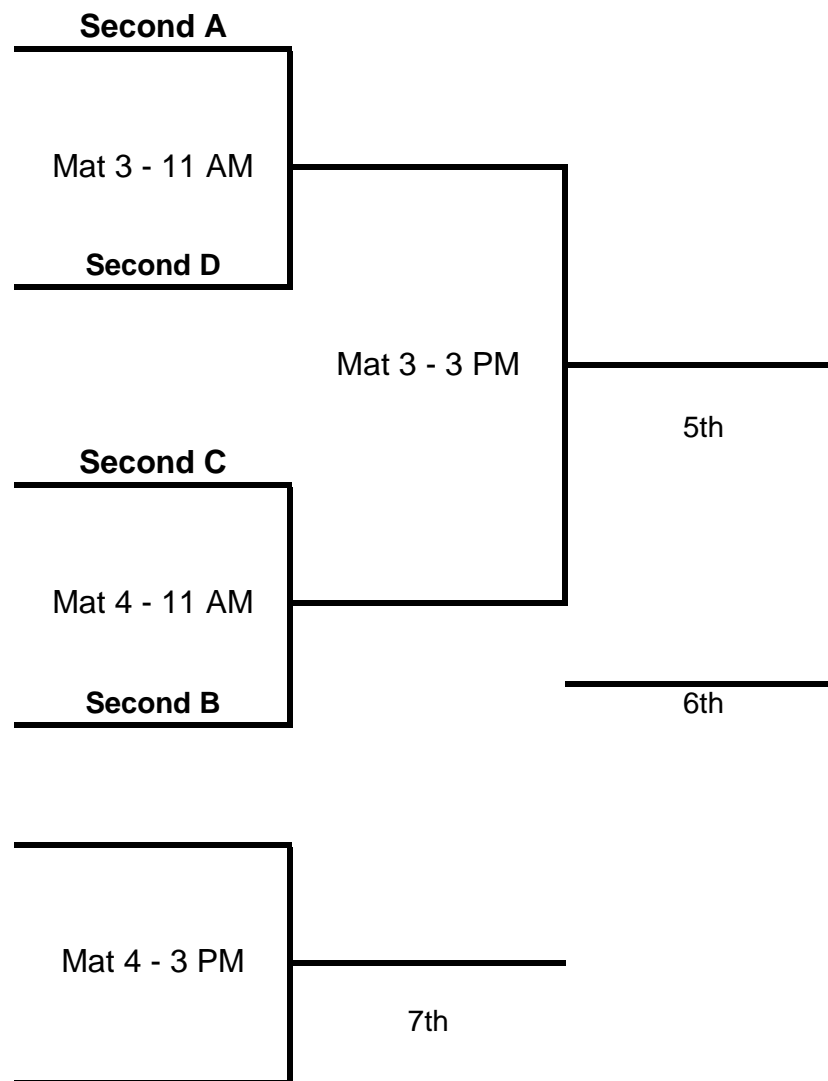 Second A
Mat 3 - 11 AM
Second D
Mat 3 - 3 PM
5th
Second C
Mat 4 - 11 AM
Second B
6th
Mat 4 - 3 PM
7th